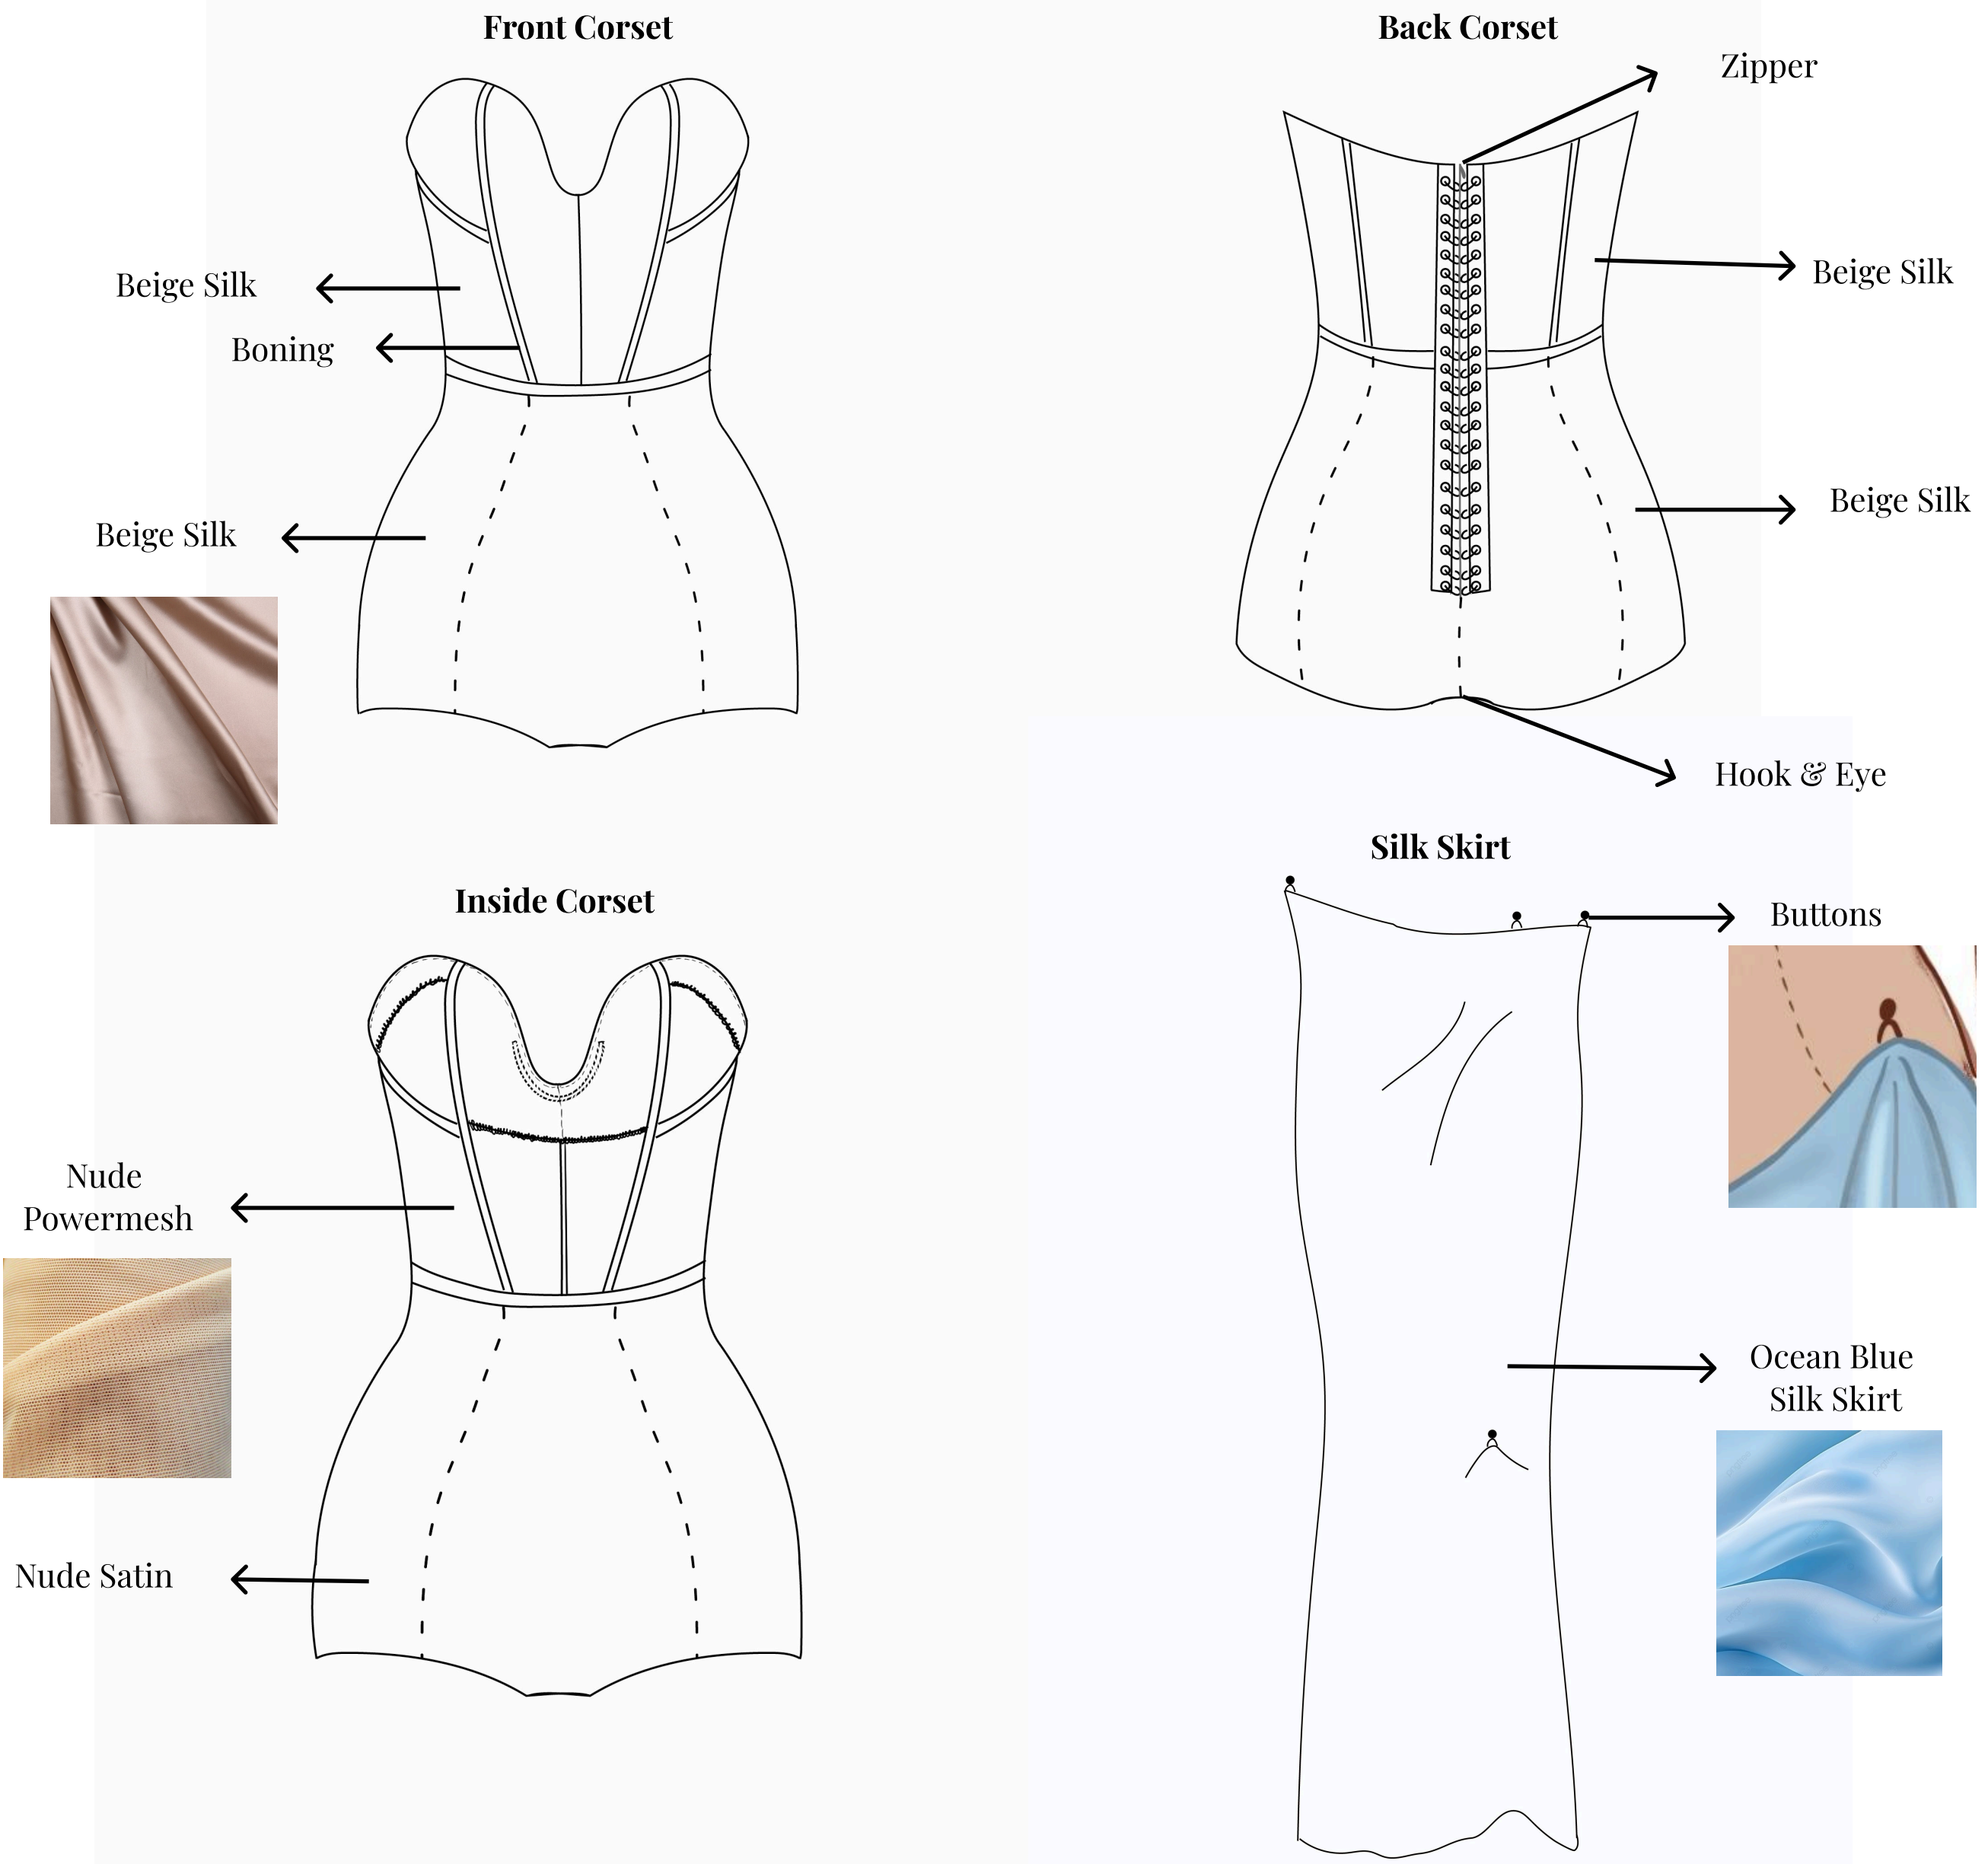 Front Corset
Beige Silk
Boning
Beige Silk
Back Corset
Zipper
Beige Silk
Beige Silk
Hook & Eye
Inside Corset
Nude
Powermesh
Nude Satin
Silk Skirt
Buttons
Ocean Blue
Silk Skirt